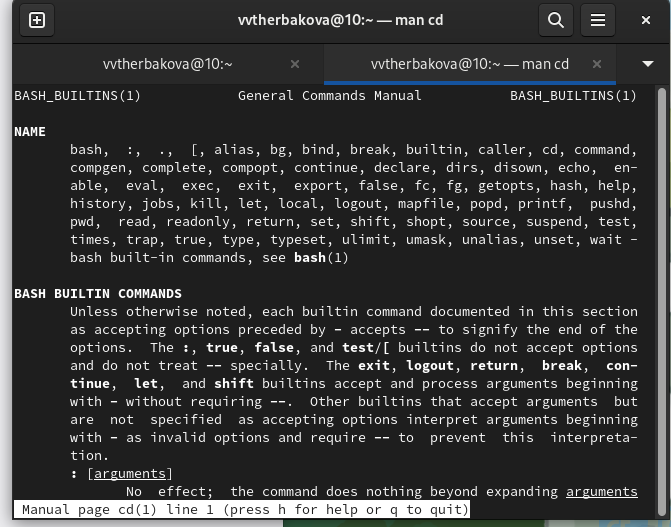 vvtherbakova@10:~ — man cd
vvtherbakova@10:~ × vvtherbakova@10:~ — man cd ×
BASH_BUILTINS(1) General Commands Manual BASH_BUILTINS(1)
NAME
bash, :, ., [, alias, bg, bind, break, builtin, caller, cd, command,
compgen, complete, compopt, continue, declare, dirs, disown, echo, en-
able, eval, exec, exit, export, false, fc, fg, getopts, hash, help,
history, jobs, kill, let, local, logout, mapfile, popd, printf, pushd,
pwd, read, readonly, return, set, shift, shopt, source, suspend, test,
times, trap, true, type, typeset, ulimit, umask, unalias, unset, wait -
bash built-in commands, see bash(1)
BASH BUILTIN COMMANDS
Unless otherwise noted, each builtin command documented in this section
as accepting options preceded by - accepts -- to signify the end of the
options. The :, true, false, and test/[ builtins do not accept options
and do not treat -- specially. The exit, logout, return, break, con-
tinue, let, and shift builtins accept and process arguments beginning
with - without requiring --. Other builtins that accept arguments but
are not specified as accepting options interpret arguments beginning
with - as invalid options and require -- to prevent this interpreta-
tion.
: [arguments]
No effect; the command does nothing beyond expanding arguments
Manual page cd(1) line 1 (press h for help or q to quit)